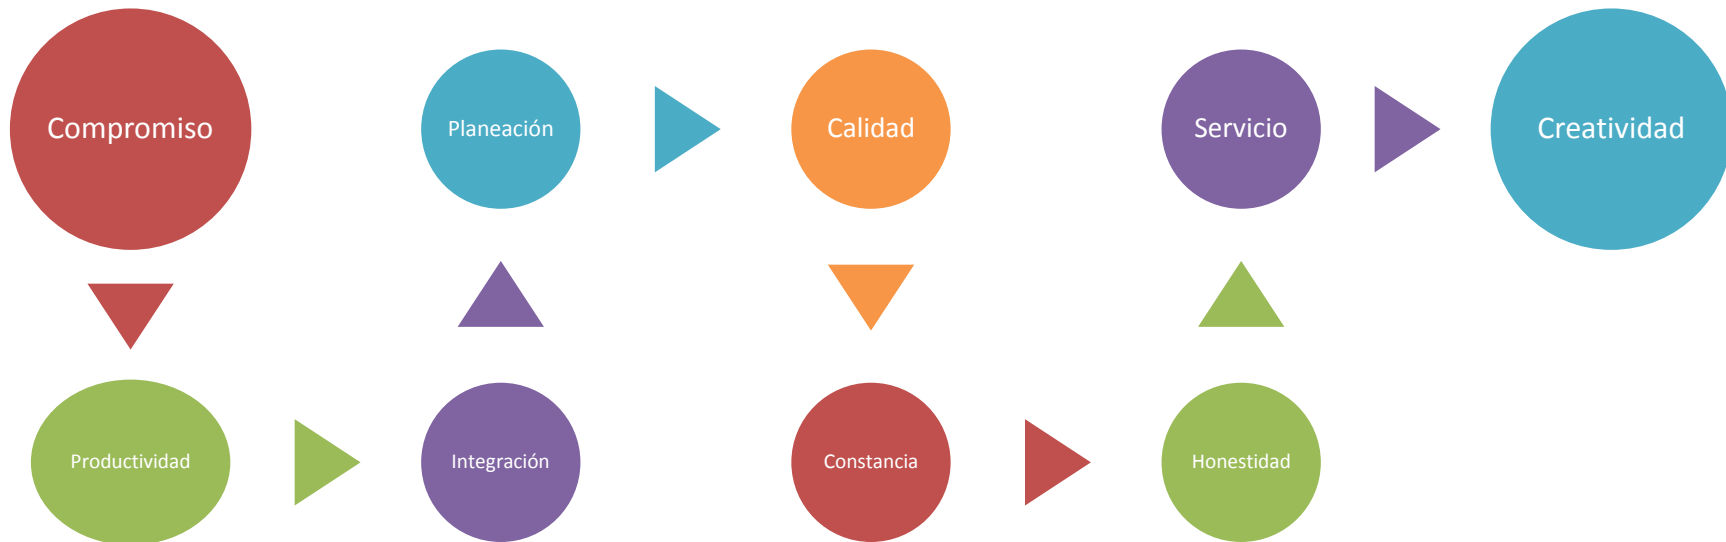 Compromiso
Productividad
Integración
Planeación
Calidad
Constancia
Honestidad
Servicio
Creatividad